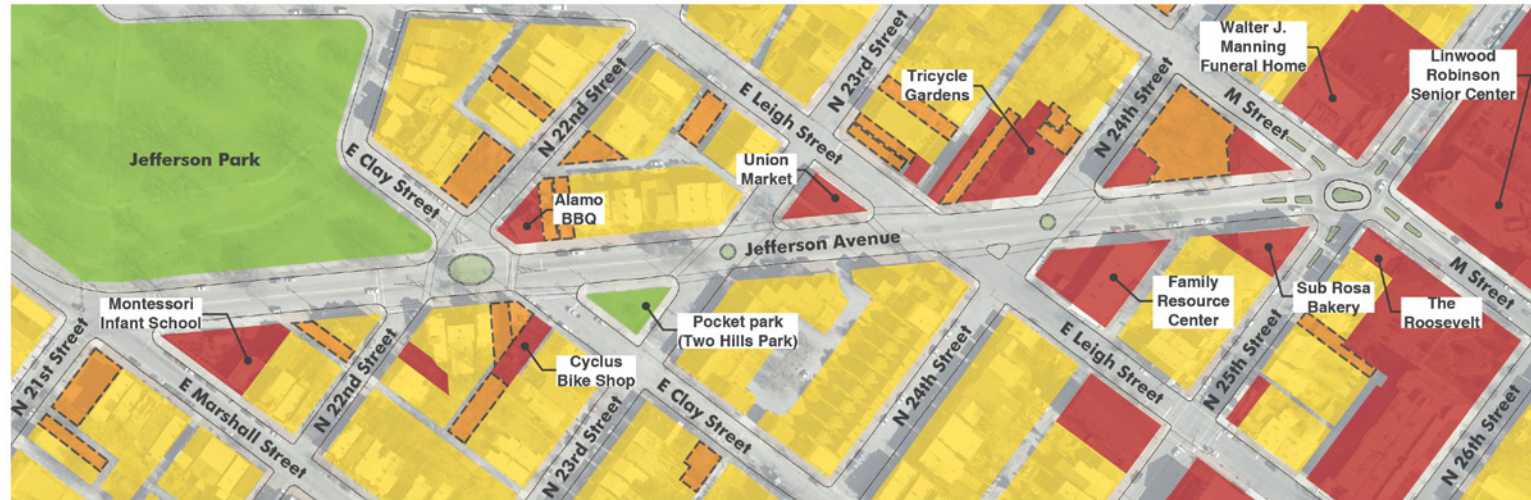 Jefferson Park
E Clay Street
N 22nd Street
Alamo
BBQ
E Leigh Street
Union
Market
N 23rd Street
Tricycle
Gardens
N 24th Street
Walter J.
Manning
Funeral Home
M Street
Linwood
Robinson
Senior Center
Jefferson Avenue
Montessori
Infant School
N 21st Street
E Marshall Street
N 22nd Street
Cyclus
Bike Shop
N 23rd Street
Pocket park
(Two Hills Park)
E Clay Street
N 24th Street
Family
Resource
Center
E Leigh Street
Sub Rosa
Bakery
N 25th Street
The
Roosevelt
M Street
N 26th Street